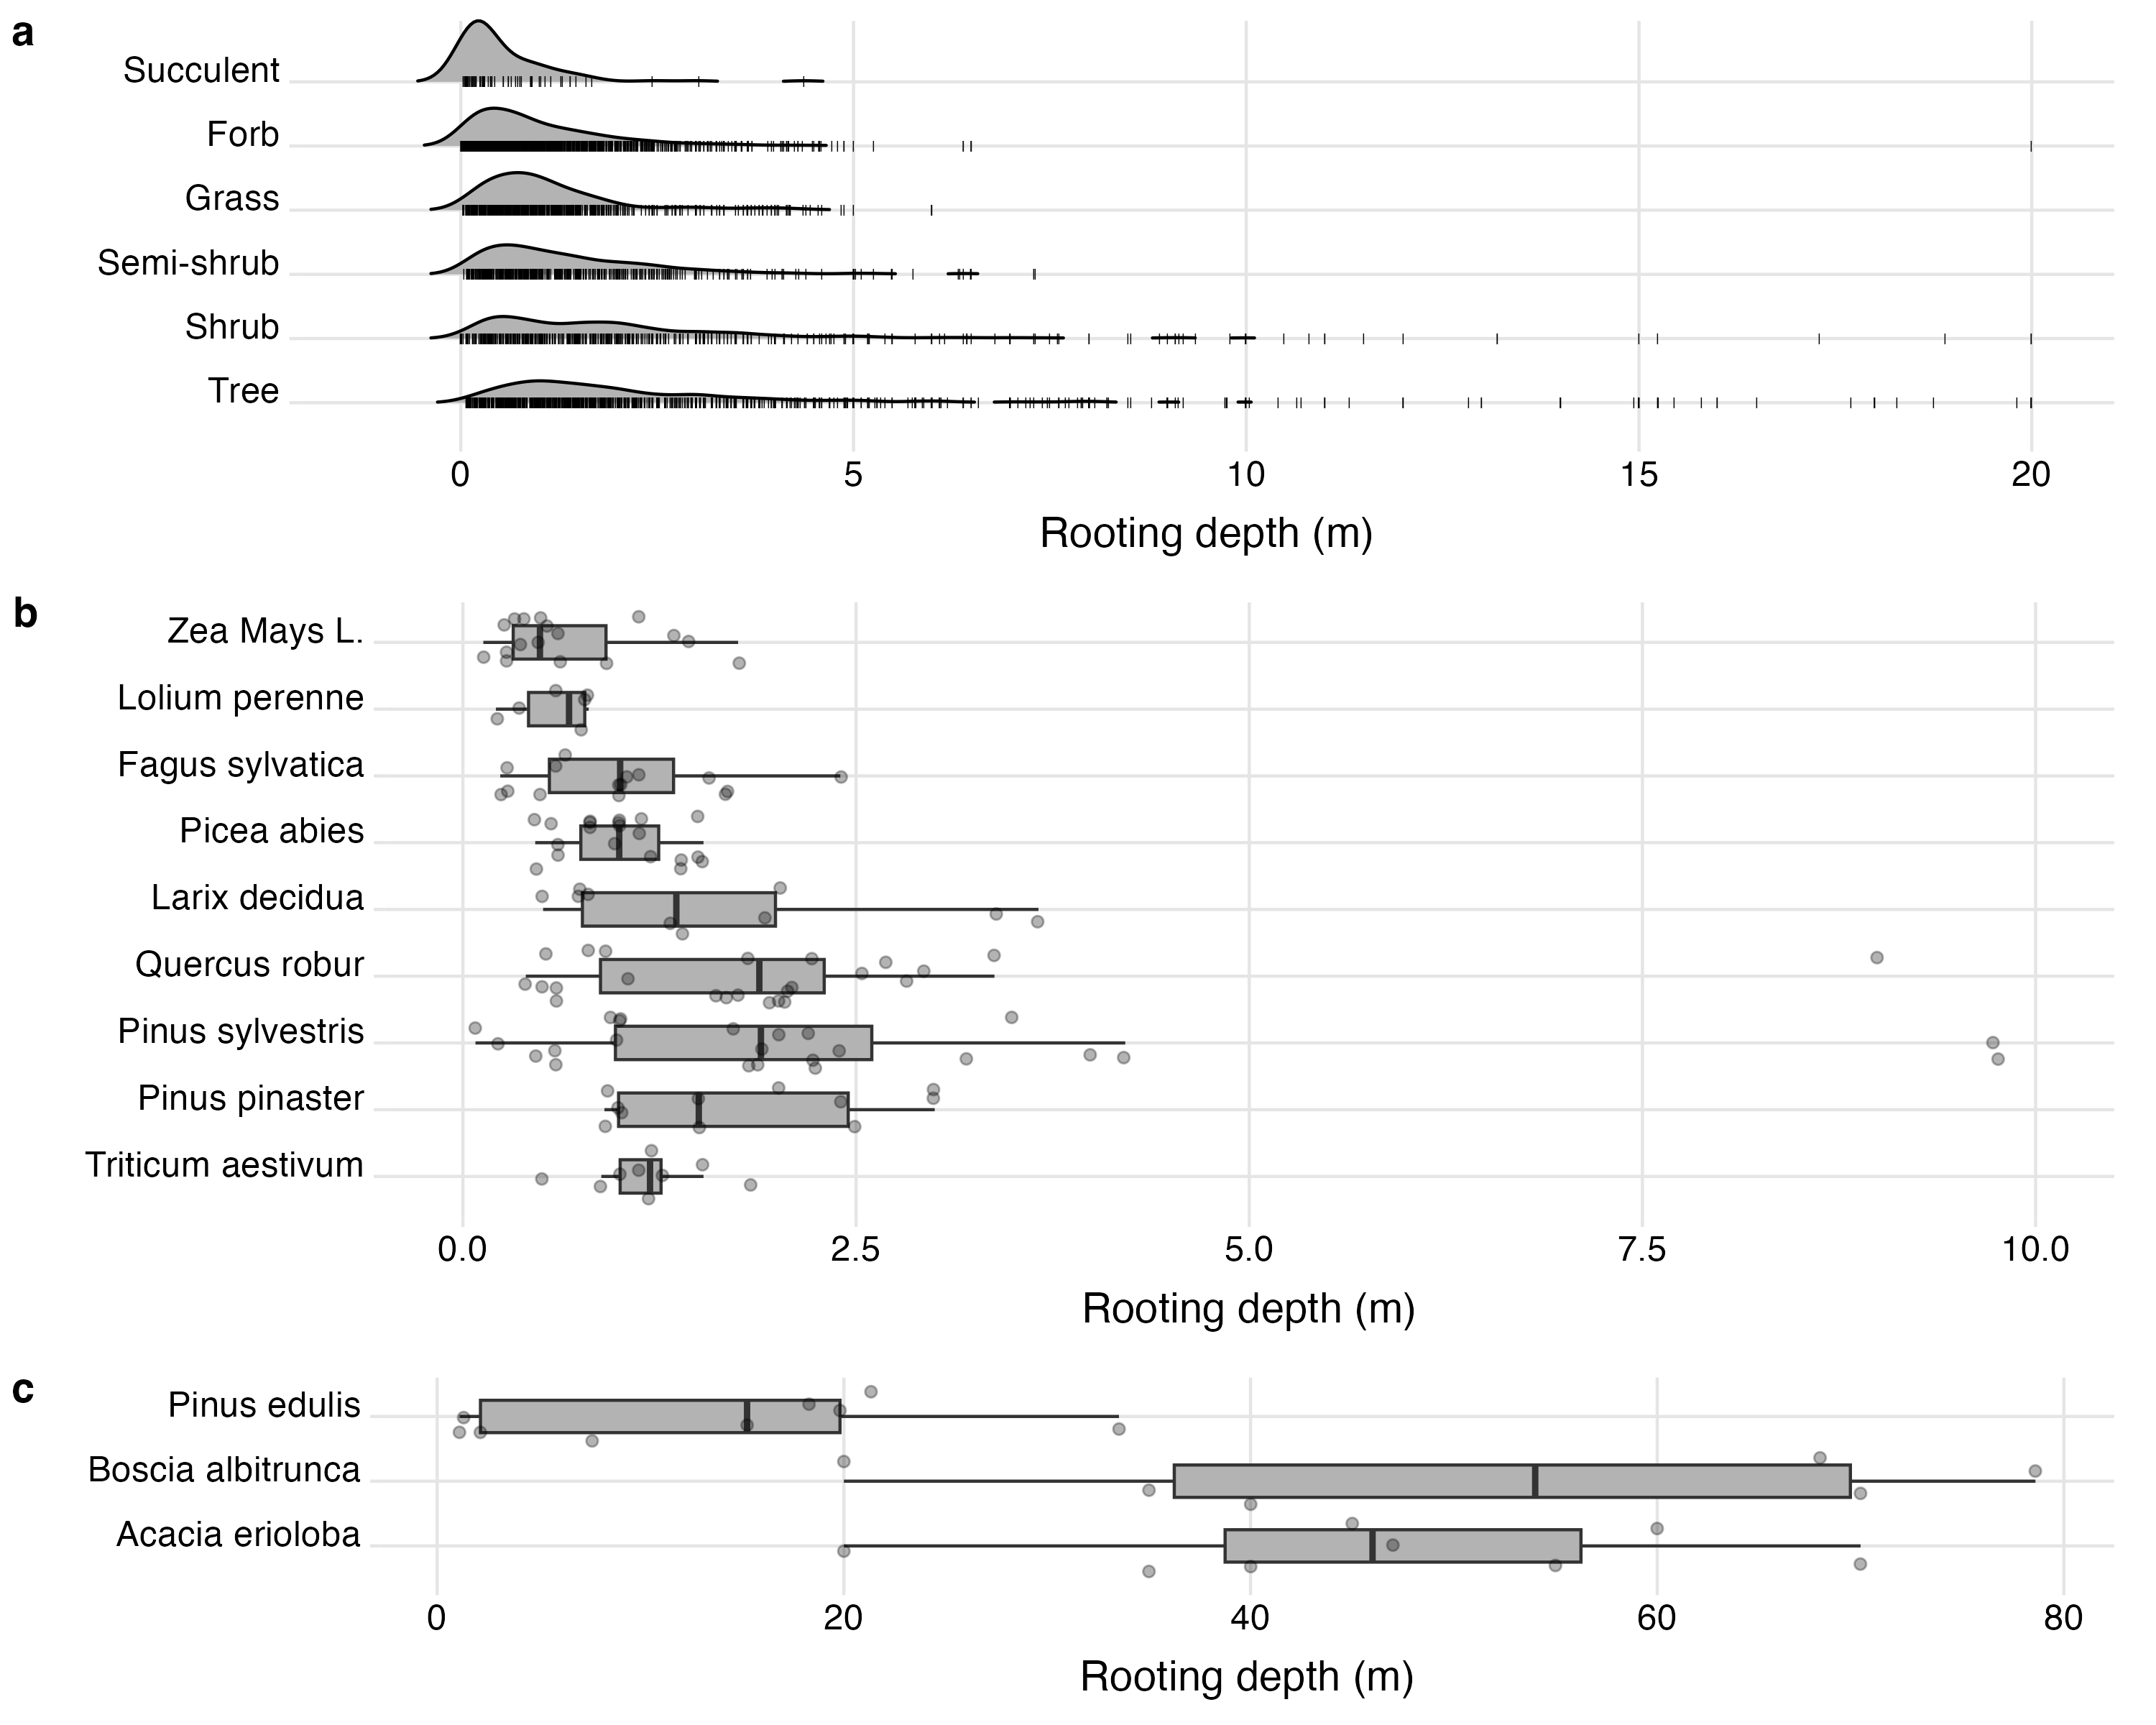 a
Succulent
Forb
Grass
Semi-shrub
Shrub
Tree
0 5 10 15 20
Rooting depth (m)
b
Zea Mays L.
Lolium perenne
Fagus sylvatica
Picea abies
Larix decidua
Quercus robur
Pinus sylvestris
Pinus pinaster
Triticum aestivum
0.0 2.5 5.0 7.5 10.0
Rooting depth (m)
c
Pinus edulis
Boscia albitrunca
Acacia erioloba
0 20 40 60 80
Rooting depth (m)